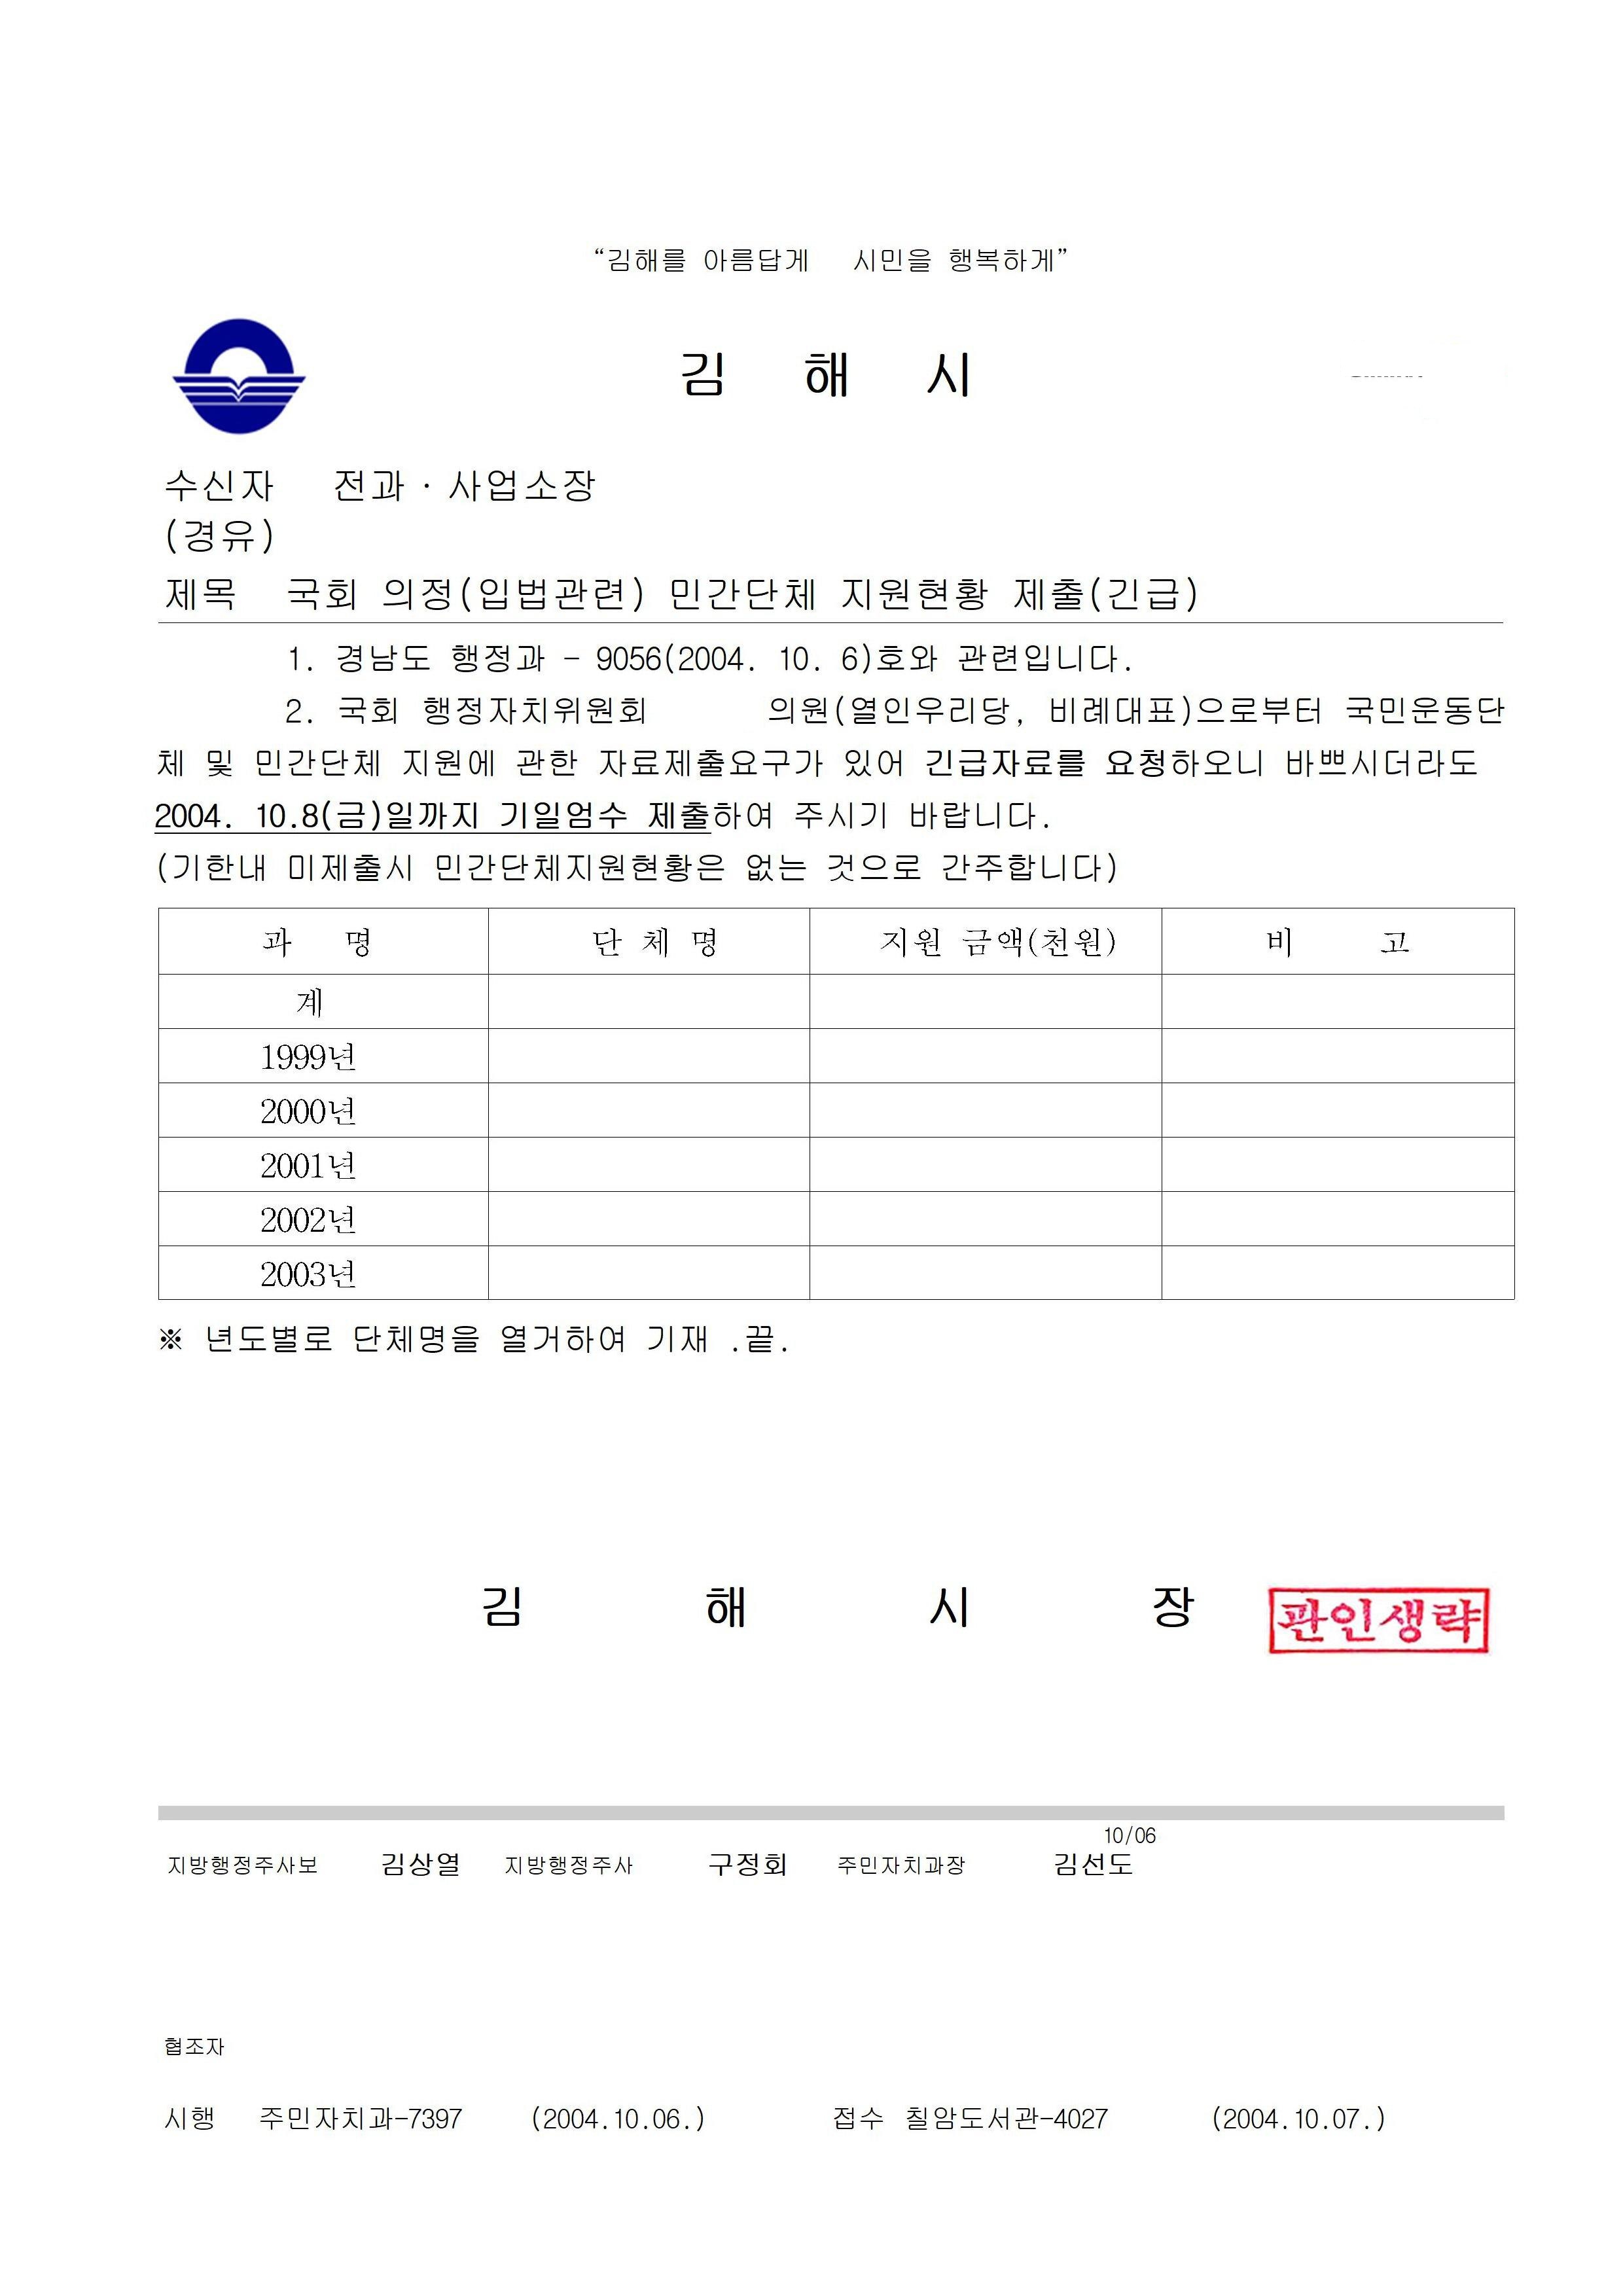 “김해를 아름답게 시민을 행복하게”
김 해 시
수신자 전과·사업소장
(경유)
제목 국회 의정(입법관련) 민간단체 지원현황 제출(긴급)
1. 경남도 행정과 - 9056(2004. 10. 6)호와 관련입니다.
2. 국회 행정자치위원회 의원(열인우리당, 비례대표)으로부터 국민운동단
체 및 민간단체 지원에 관한 자료제출요구가 있어 긴급자료를 요청하오니 바쁘시더라도
2004. 10.8(금)일까지 기일엄수 제출하여 주시기 바랍니다.
(기한내 미제출시 민간단체지원현황은 없는 것으로 간주합니다)
과 명 단 체 명 지원 금액(천원) 비 고
계
1999년
2000년
2001년
2002년
2003년
※ 년도별로 단체명을 열거하여 기재 .끝.
김 해 시 장 관인생략
10/06
지방행정주사보 김상열 지방행정주사 구정회 주민자치과장 김선도
협조자
시행 주민자치과-7397 (2004.10.06.) 접수 칠암도서관-4027 (2004.10.07.)